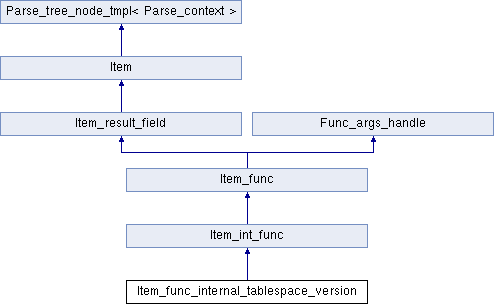 Parse_tree_node_tmpl< Parse_context >
Item
Item_result_field
Func_args_handle
Item_func
Item_int_func
Item_func_internal_tablespace_version